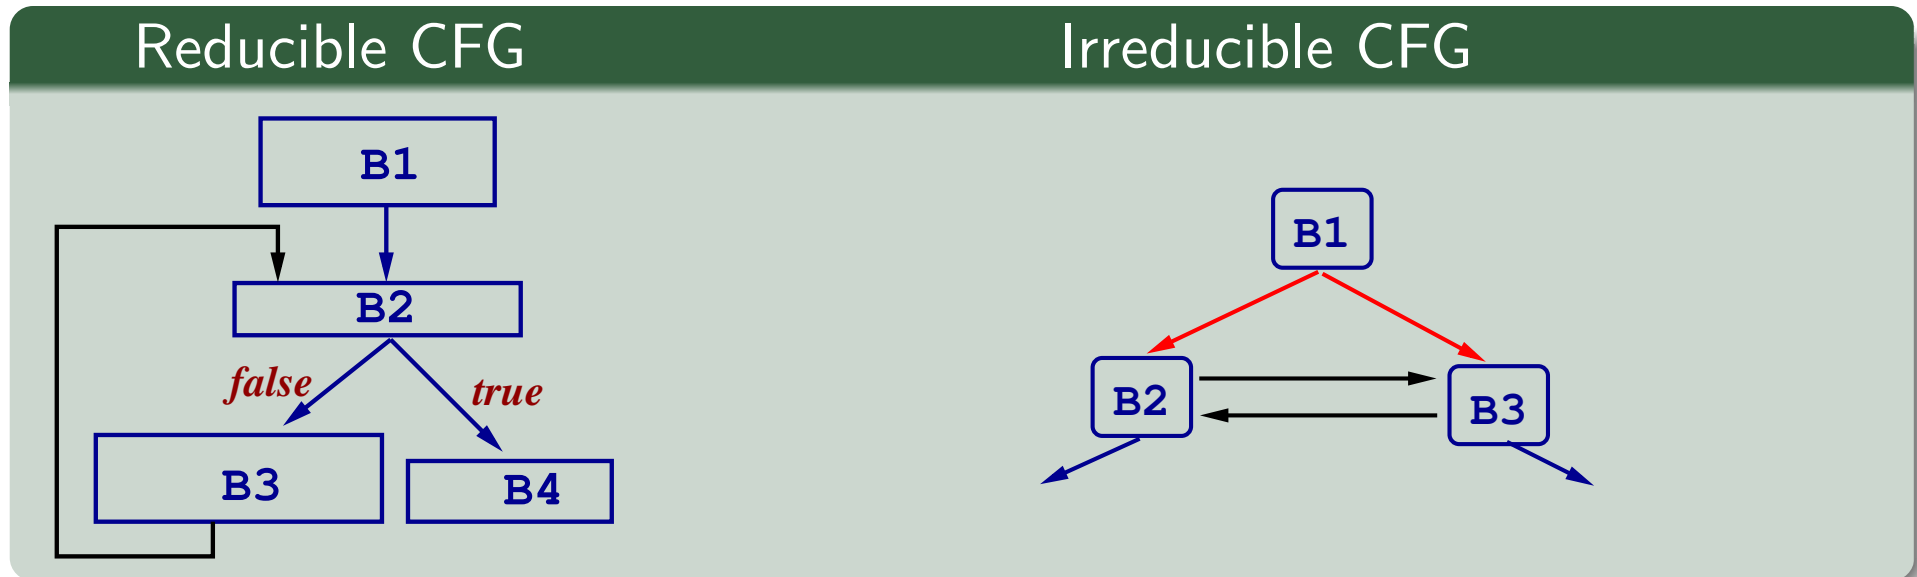 Reducible CFG
Irreducible CFG
B1
B2
false
true
B3
B4
B1
B2
B3